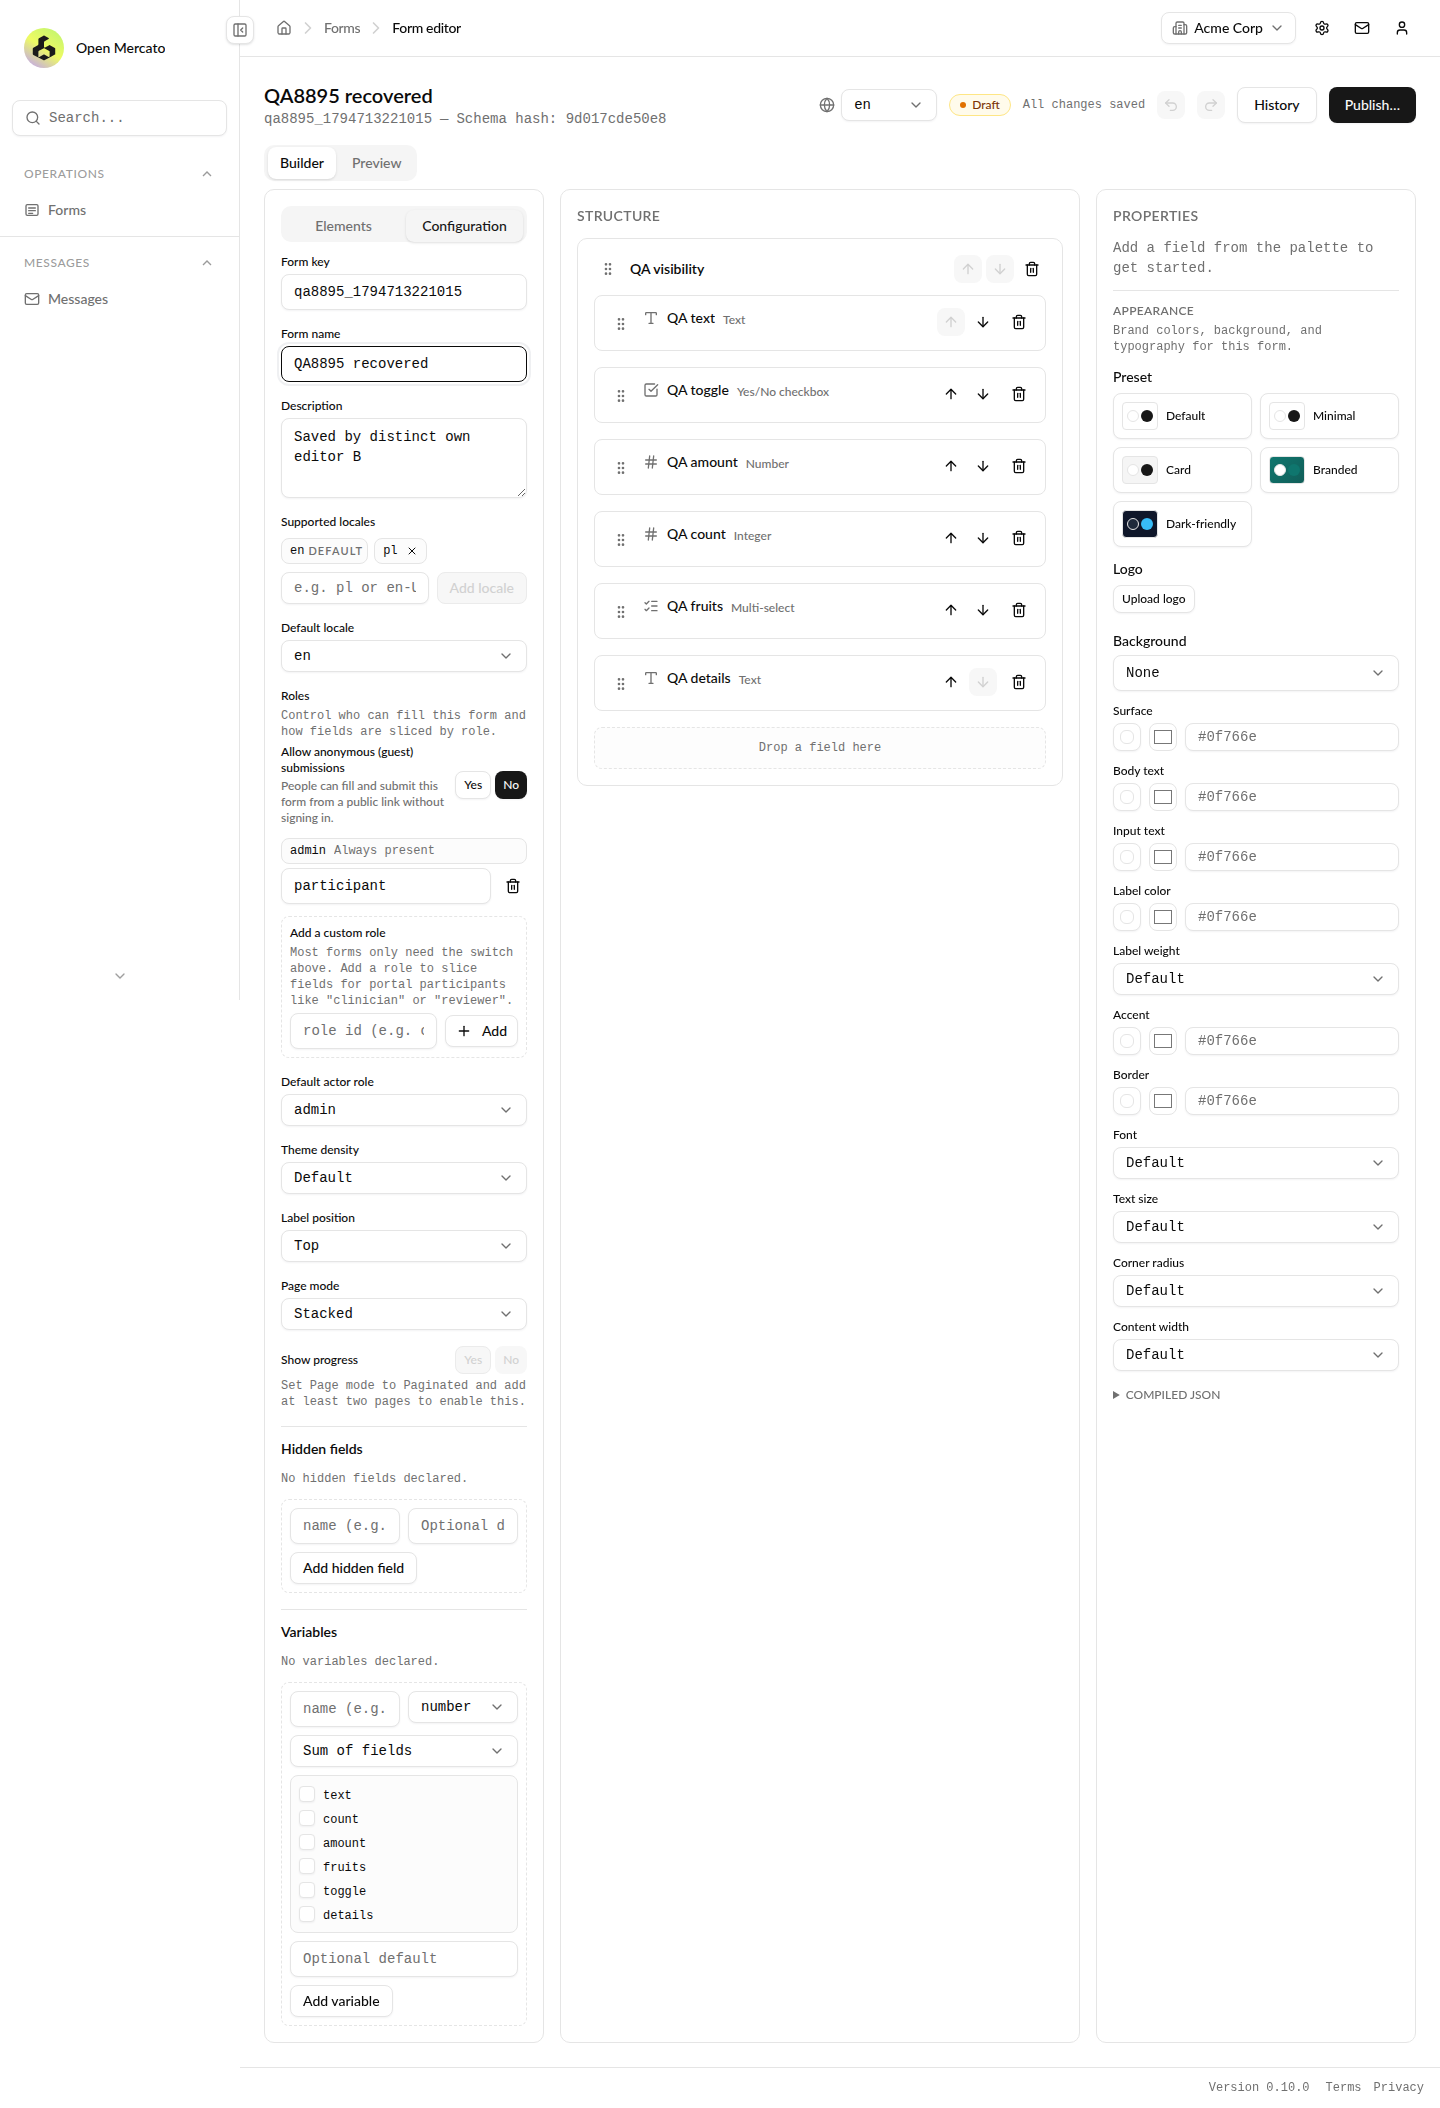 Open Mercato
Search...
OPERATIONS
Forms
MESSAGES
Messages
Forms
Form editor
Acme Corp
QA8895 recovered
qa8895_1794713221015 — Schema hash: 9d017cde50e8
en
Draft
All changes saved
History
Publish...
Builder
Preview
Elements
Configuration
Form key
qa8895_1794713221015
Form name
QA8895 recovered
Description
Saved by distinct own
editor B
Supported locales
en DEFAULT
pl
e.g. pl or en-U
Add locale
Default locale
en
Roles
Control who can fill this form and
how fields are sliced by role.
Allow anonymous (guest)
submissions
People can fill and submit this
form from a public link without
signing in.
Yes
No
admin Always present
participant
Add a custom role
Most forms only need the switch
above. Add a role to slice
fields for portal participants
like "clinician" or "reviewer".
role id (e.g. c
Add
Default actor role
admin
Theme density
Default
Label position
Top
Page mode
Stacked
Show progress
Yes
No
Set Page mode to Paginated and add
at least two pages to enable this.
Hidden fields
No hidden fields declared.
name (e.g.
Optional d
Add hidden field
Variables
No variables declared.
name (e.g.
number
Sum of fields
text
count
amount
fruits
toggle
details
Optional default
Add variable
STRUCTURE
QA visibility
QA text Text
QA toggle Yes/No checkbox
QA amount Number
QA count Integer
QA fruits Multi-select
QA details Text
Drop a field here
PROPERTIES
Add a field from the palette to
get started.
APPEARANCE
Brand colors, background, and
typography for this form.
Preset
Default
Minimal
Card
Branded
Dark-friendly
Logo
Upload logo
Background
None
Surface
#0f766e
Body text
#0f766e
Input text
#0f766e
Label color
#0f766e
Label weight
Default
Accent
#0f766e
Border
#0f766e
Font
Default
Text size
Default
Corner radius
Default
Content width
Default
COMPILED JSON
Version 0.10.0
Terms
Privacy